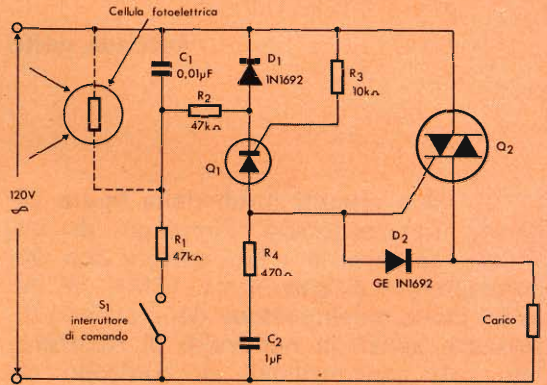 Cellula fotoelettrica
C1
0,01µF
D1
1N1692
R3
10kΩ
R2
47kΩ
Q1
Q2
120V
R1
47kΩ
R4
470Ω
D2
GE 1N1692
S1
interruttore
di comando
C2
1µF
Carico